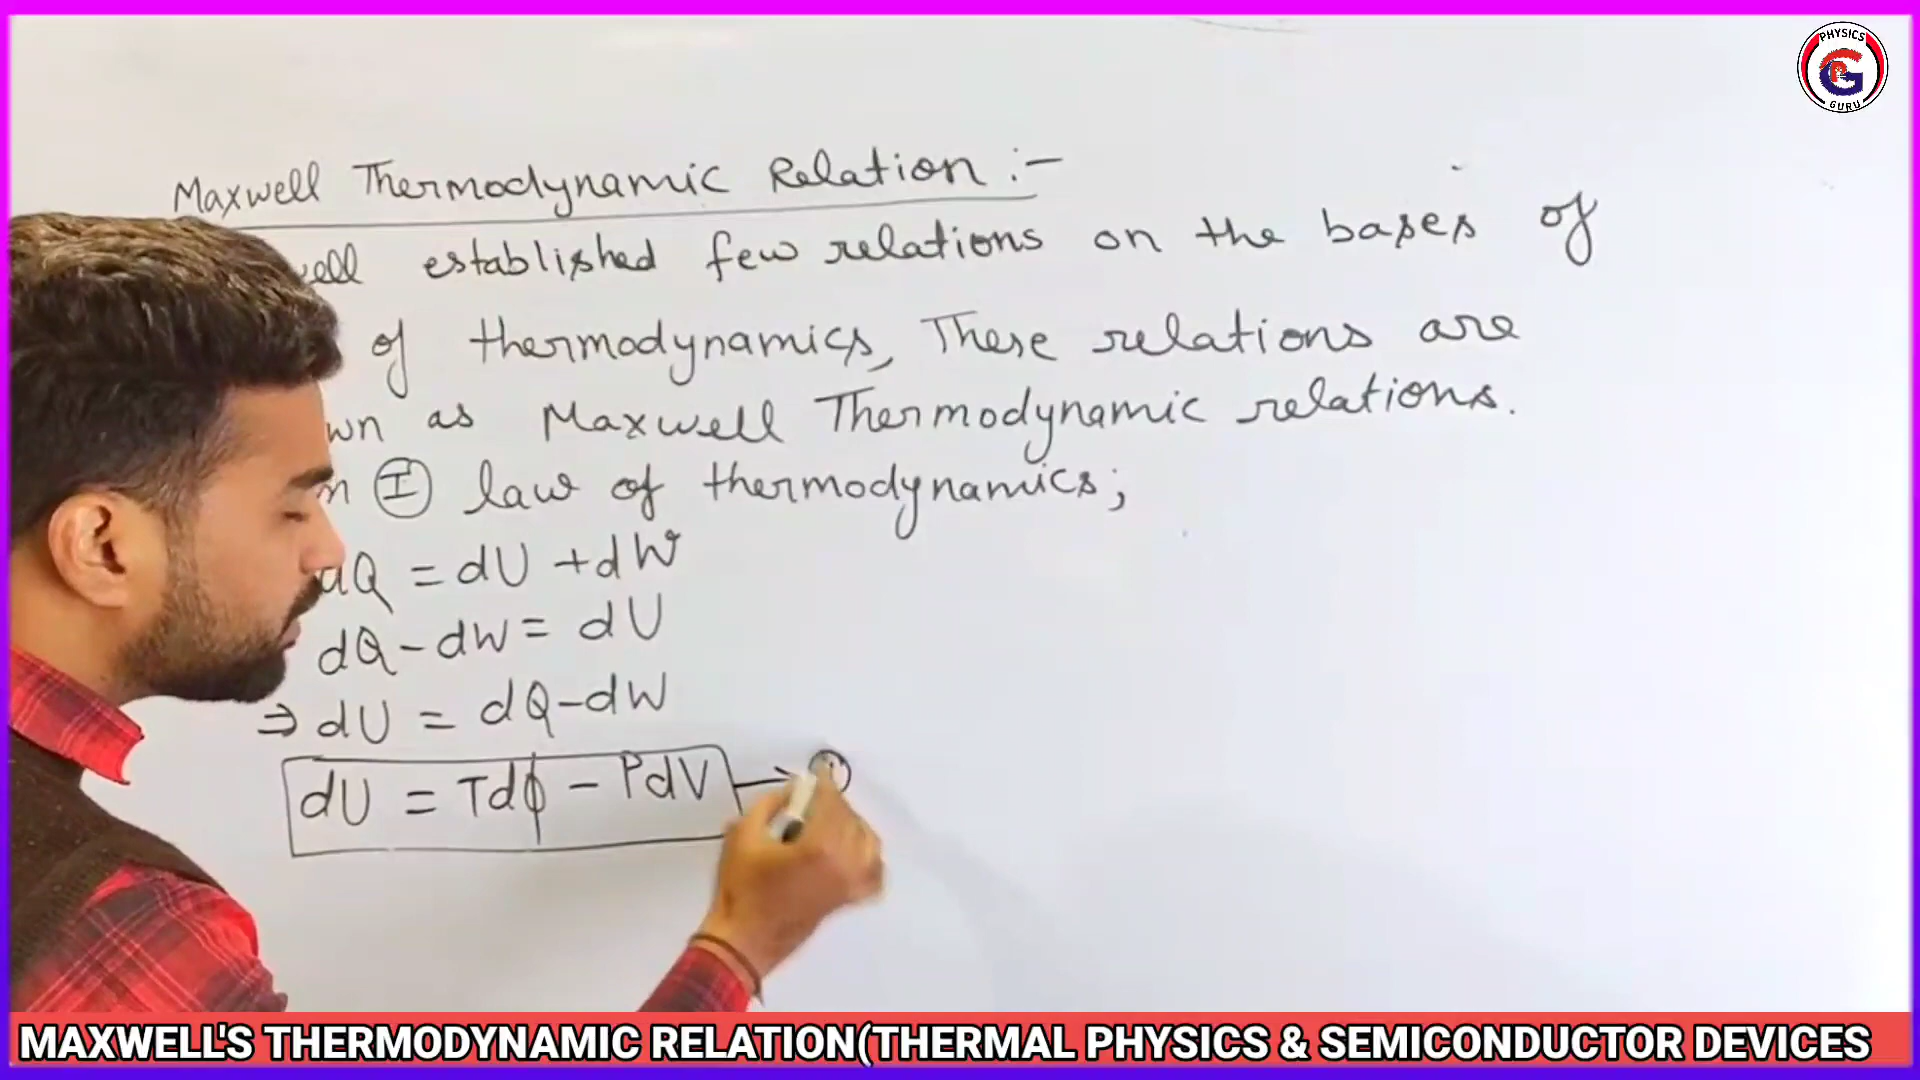 PHYSICS
GURU
Maxwell Thermodynamic Relation :-
established few relations on the bases of
of thermodynamics, These relations are
as Maxwell Thermodynamic relations.
I law of thermodynamics;
dQ = dU + dW
dQ - dW = dU
⇒ dU = dQ - dW
dU = Tdϕ - PdV → 1
MAXWELL'S THERMODYNAMIC RELATION(THERMAL PHYSICS & SEMICONDUCTOR DEVICES